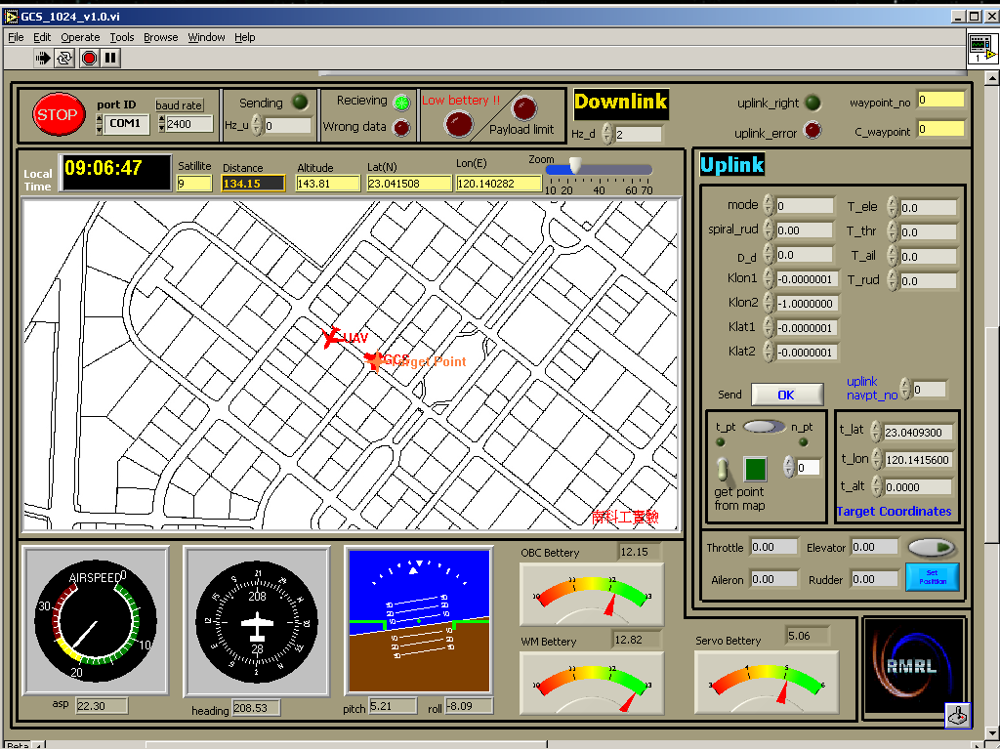 GCS_1024_v1.0.vi
File Edit Operate Tools Browse Window Help
1
STOP
port ID
COM1
baud rate
2400
Sending
Hz_u 0
Recieving
Wrong data
Low bettery !!
Payload limit
Downlink
Hz_d 2
uplink_right
uplink_error
waypoint_no 0
C_waypoint 0
Local Time 09:06:47
Satillite 9
Distance 134.15
Altitude 143.81
Lat(N) 23.041508
Lon(E) 120.140282
Zoom
10 20 40 60 70
UAV
GCS
Target Point
南科工實驗
Uplink
mode 0
spiral_rud 0.00
D_d 0.0
Klon1 -0.0000001
Klon2 -1.0000000
Klat1 -0.0000001
Klat2 -0.0000001
T_ele 0.0
T_thr 0.0
T_ail 0.0
T_rud 0.0
Send OK
uplink navpt_no 0
t_pt n_pt
0
get point from map
t_lat 23.0409300
t_lon 120.1415600
t_alt 0.0000
Target Coordinates
Throttle 0.00 Elevator 0.00
Aileron 0.00 Rudder 0.00
Set Position
AIRSPEED
0
10
20
30
asp 22.30
21
208
28
12
heading 208.53
pitch 5.21 roll -8.09
OBC Bettery 12.15
10 11 12 13
WM Bettery 12.82
10 11 12 13
Servo Bettery 5.06
3 4 5 6
RMRL
Beta